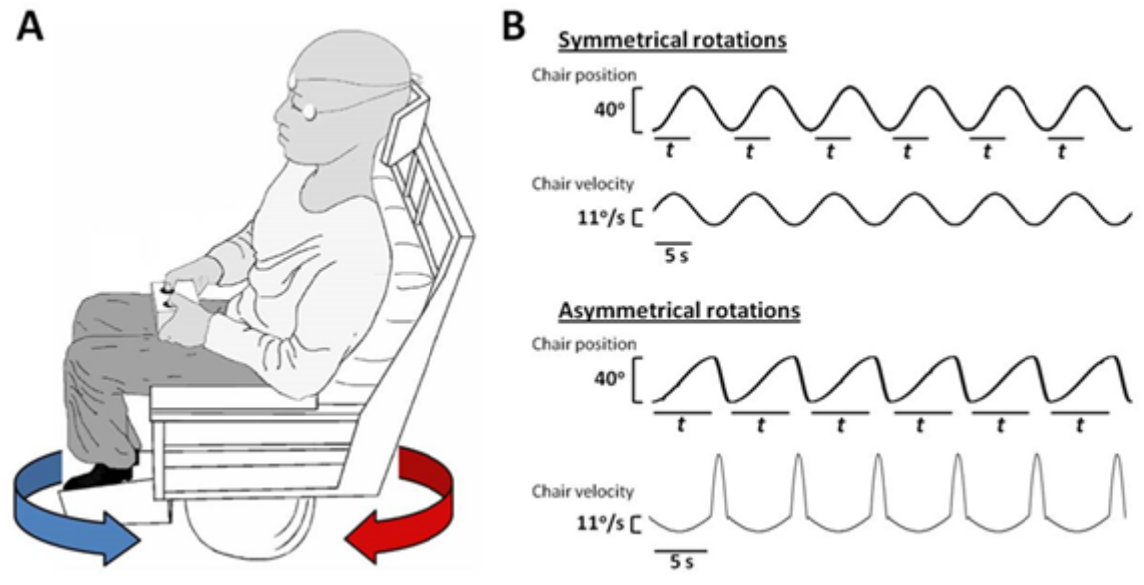 A
B
Symmetrical rotations
Chair position
40°
t t t t t t
Chair velocity
11°/s
5 s
Asymmetrical rotations
Chair position
40°
t t t t t t
Chair velocity
11°/s
5 s